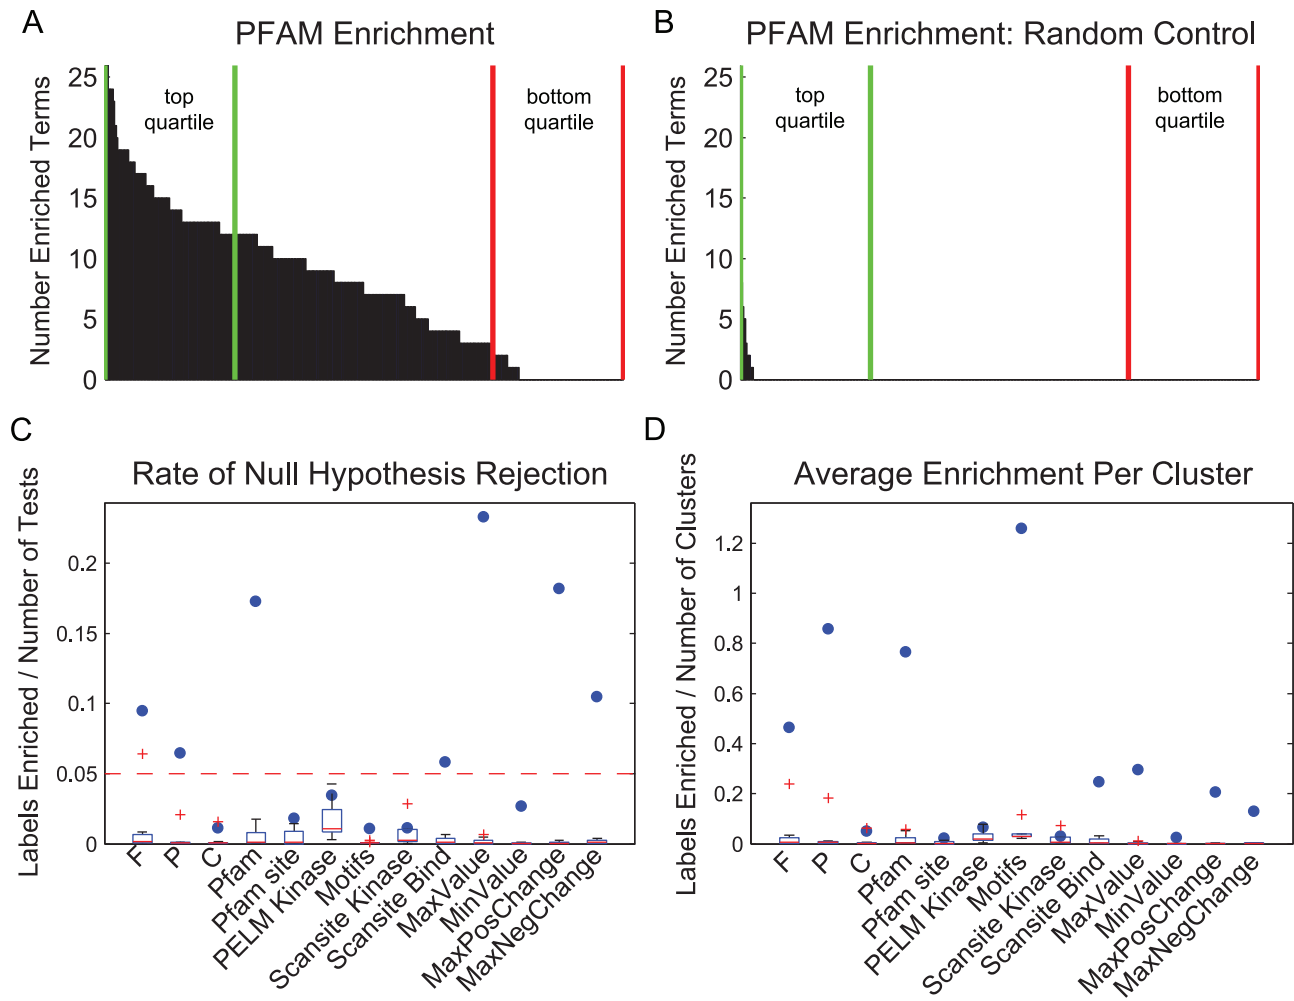 A
PFAM Enrichment
Number Enriched Terms
25
20
15
10
5
0
top
quartile
bottom
quartile
B
PFAM Enrichment: Random Control
Number Enriched Terms
25
20
15
10
5
0
top
quartile
bottom
quartile
C
Rate of Null Hypothesis Rejection
Labels Enriched / Number of Tests
0.2
0.15
0.1
0.05
0
F
P
C
Pfam
Pfam site
PELM Kinase
Motifs
Scansite Kinase
Scansite Bind
MaxValue
MinValue
MaxPosChange
MaxNegChange
D
Average Enrichment Per Cluster
Labels Enriched / Number of Clusters
1.2
1
0.8
0.6
0.4
0.2
0
F
P
C
Pfam
Pfam site
PELM Kinase
Motifs
Scansite Kinase
Scansite Bind
MaxValue
MinValue
MaxPosChange
MaxNegChange